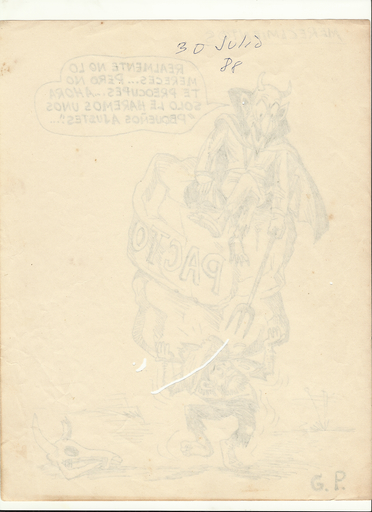 30 Julio
88
REALMENTE NO LO
MERECES...PERO NO
TE PREOCUPES...AHORA
SOLO LE HAREMOS UNOS
"PEQUEÑOS AJUSTES".
PACTO
G.P.